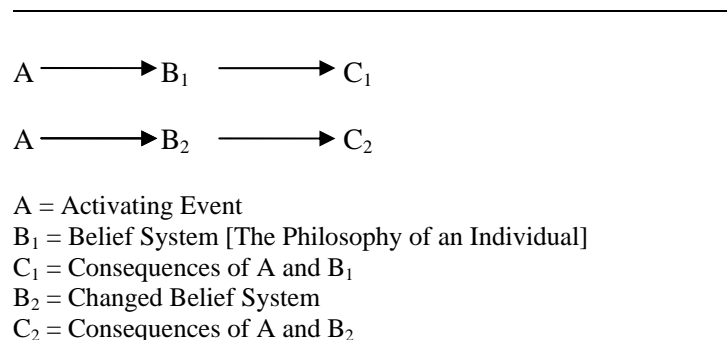 A B₁ C₁
A B₂ C₂
A = Activating Event
B₁ = Belief System [The Philosophy of an Individual]
C₁ = Consequences of A and B₁
B₂ = Changed Belief System
C₂ = Consequences of A and B₂